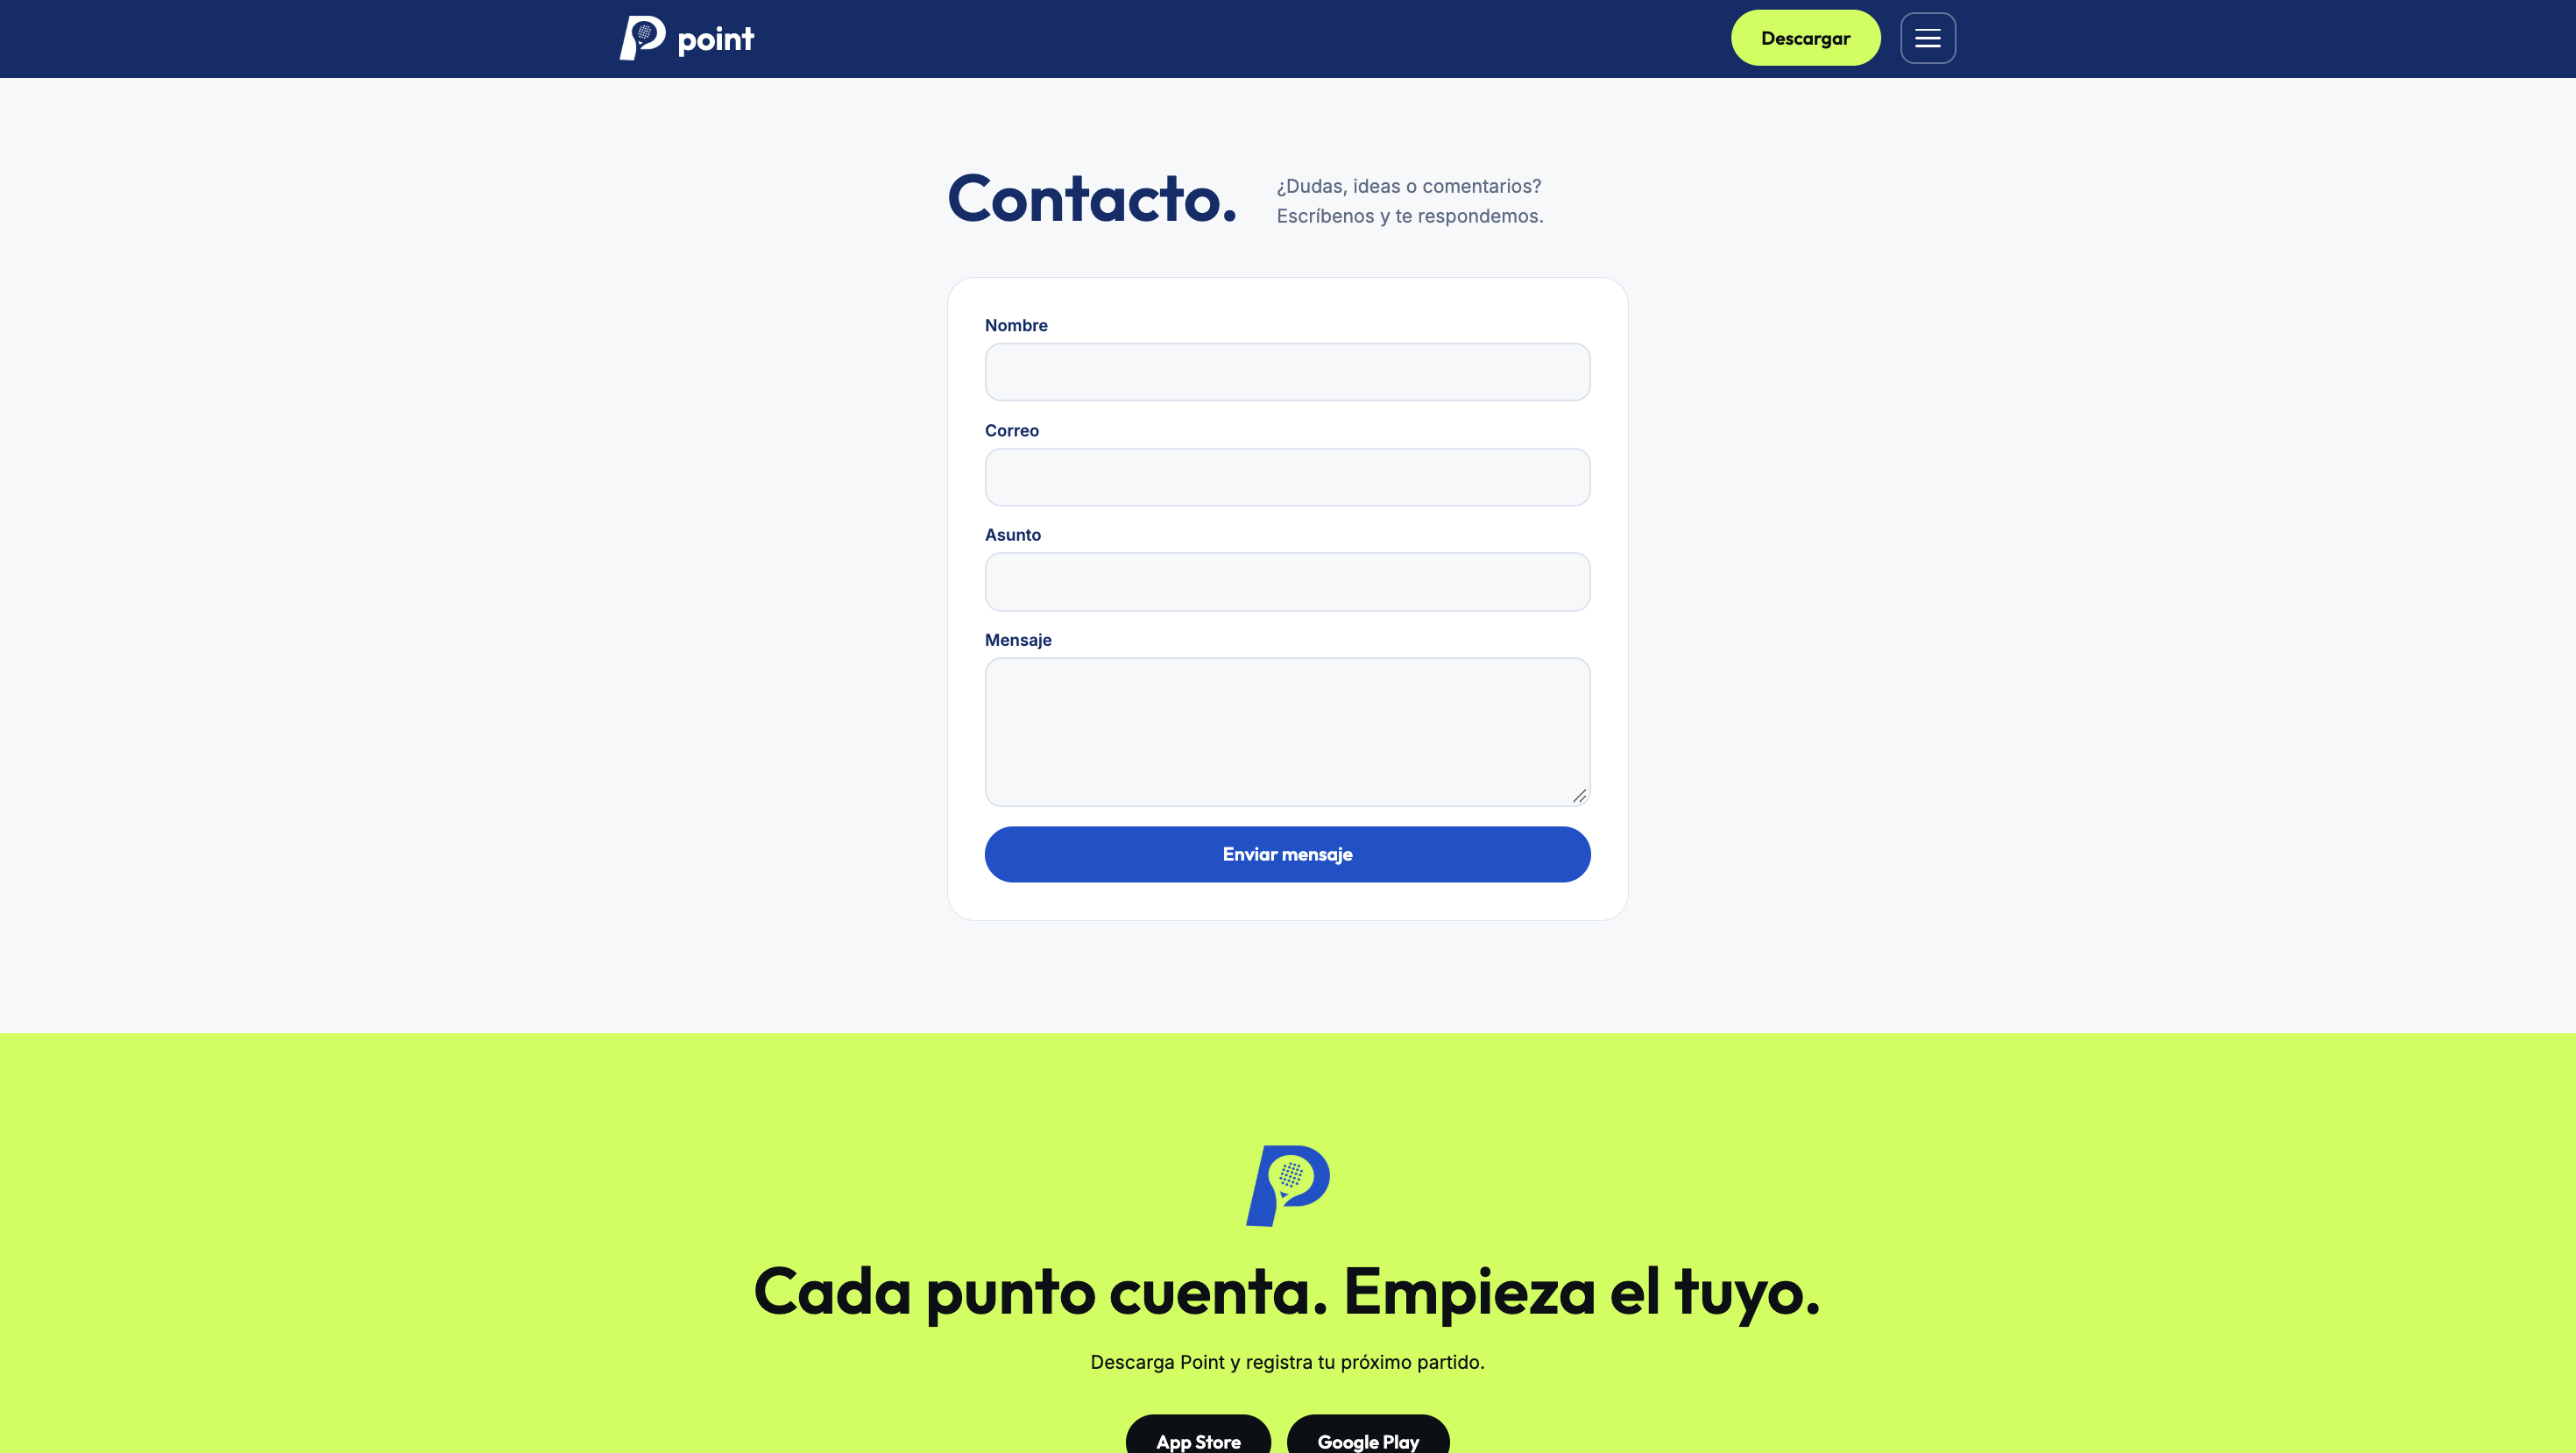 point
Descargar
Contacto.
¿Dudas, ideas o comentarios?
Escríbenos y te respondemos.
Nombre
Correo
Asunto
Mensaje
Enviar mensaje
Cada punto cuenta. Empieza el tuyo.
Descarga Point y registra tu próximo partido.
App Store
Google Play